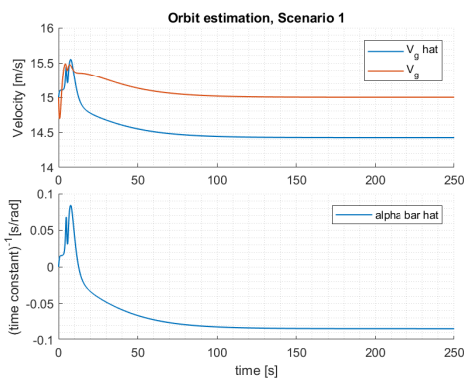 Orbit estimation, Scenario 1
Velocity [m/s]
16
15.5
15
14.5
14
V_g hat
V_g
0 50 100 150 200 250
(time constant)^-1[s/rad]
0.1
0.05
0
-0.05
-0.1
alpha bar hat
0 50 100 150 200 250
time [s]